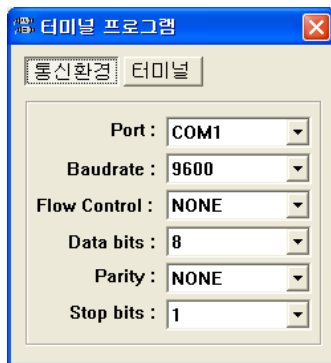 터미널 프로그램
통신환경 터미널
Port : COM1
Baudrate : 9600
Flow Control : NONE
Data bits : 8
Parity : NONE
Stop bits : 1